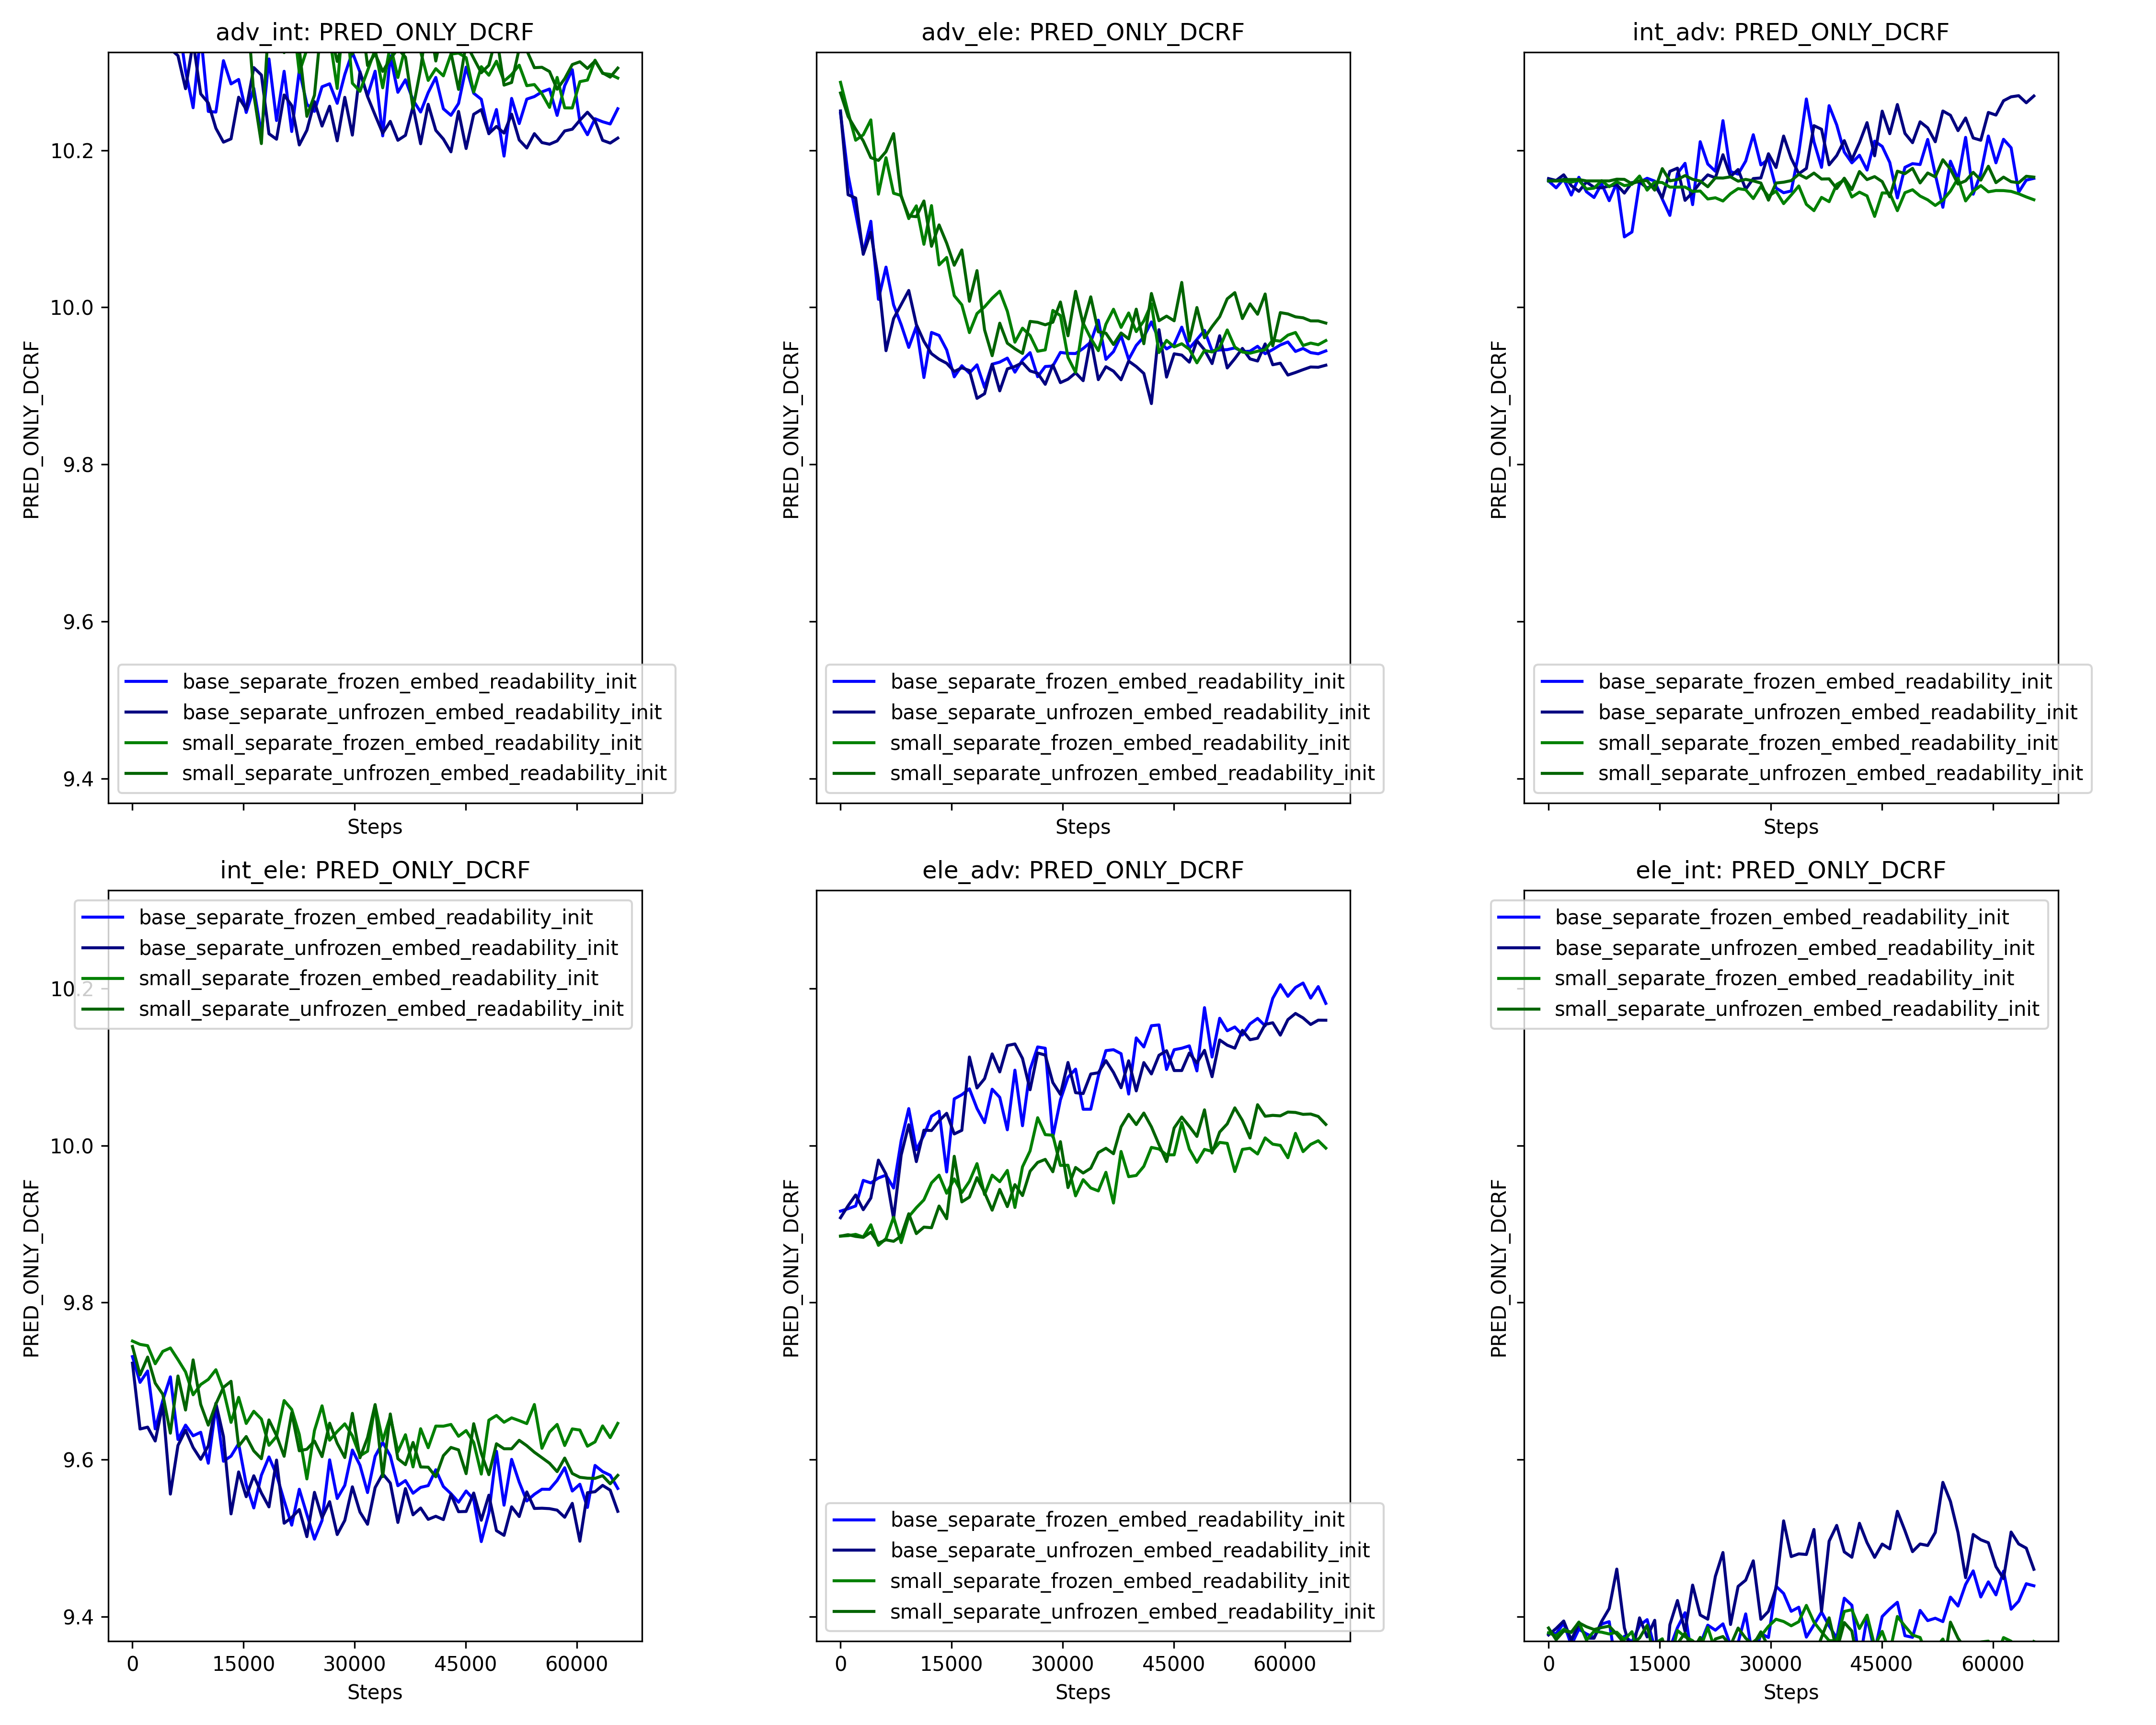 adv_int: PRED_ONLY_DCRF
PRED_ONLY_DCRF
10.2
10.0
9.8
9.6
9.4
base_separate_frozen_embed_readability_init
base_separate_unfrozen_embed_readability_init
small_separate_frozen_embed_readability_init
small_separate_unfrozen_embed_readability_init
Steps
adv_ele: PRED_ONLY_DCRF
PRED_ONLY_DCRF
base_separate_frozen_embed_readability_init
base_separate_unfrozen_embed_readability_init
small_separate_frozen_embed_readability_init
small_separate_unfrozen_embed_readability_init
Steps
int_adv: PRED_ONLY_DCRF
PRED_ONLY_DCRF
base_separate_frozen_embed_readability_init
base_separate_unfrozen_embed_readability_init
small_separate_frozen_embed_readability_init
small_separate_unfrozen_embed_readability_init
Steps
int_ele: PRED_ONLY_DCRF
PRED_ONLY_DCRF
base_separate_frozen_embed_readability_init
base_separate_unfrozen_embed_readability_init
small_separate_frozen_embed_readability_init
small_separate_unfrozen_embed_readability_init
10.2
10.0
9.8
9.6
9.4
0 15000 30000 45000 60000
Steps
ele_adv: PRED_ONLY_DCRF
PRED_ONLY_DCRF
base_separate_frozen_embed_readability_init
base_separate_unfrozen_embed_readability_init
small_separate_frozen_embed_readability_init
small_separate_unfrozen_embed_readability_init
0 15000 30000 45000 60000
Steps
ele_int: PRED_ONLY_DCRF
PRED_ONLY_DCRF
base_separate_frozen_embed_readability_init
base_separate_unfrozen_embed_readability_init
small_separate_frozen_embed_readability_init
small_separate_unfrozen_embed_readability_init
0 15000 30000 45000 60000
Steps